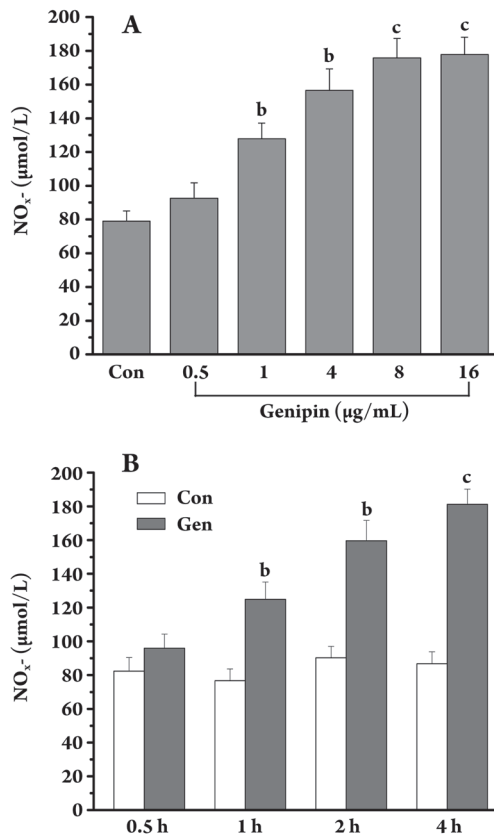 A
NOx- (µmol/L)
200
180
160
140
120
100
80
60
40
20
0
b
b
c
c
Con 0.5 1 4 8 16
Genipin (µg/mL)
B
NOx- (µmol/L)
200
180
160
140
120
100
80
60
40
20
0
Con
Gen
b
b
c
0.5 h 1 h 2 h 4 h